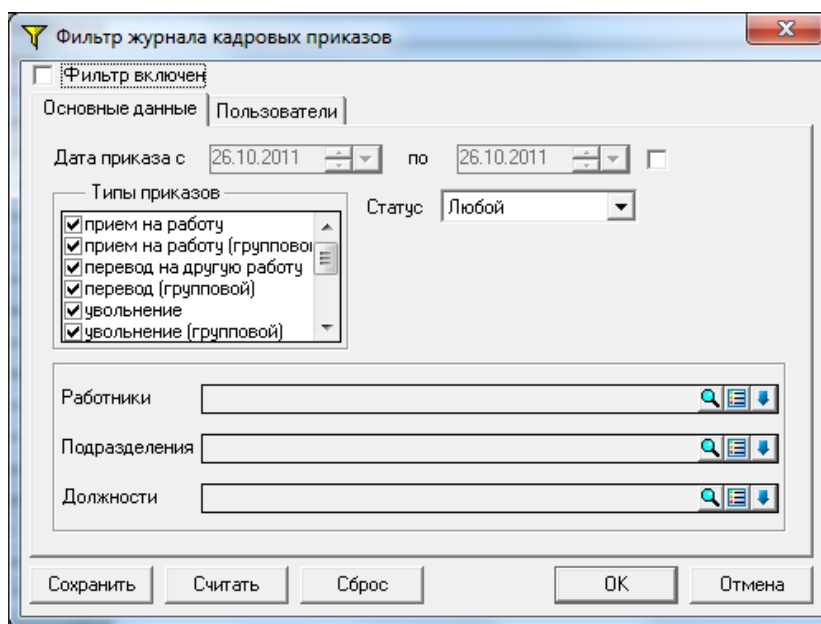 Фильтр журнала кадровых приказов
Фильтр включен
Основные данные Пользователи
Дата приказа с 26.10.2011 по 26.10.2011
Типы приказов
Статус Любой
прием на работу
прием на работу (группово
перевод на другую работу
перевод (групповой)
увольнение
увольнение (групповой)
Работники
Подразделения
Должности
Сохранить Считать Сброс OK Отмена